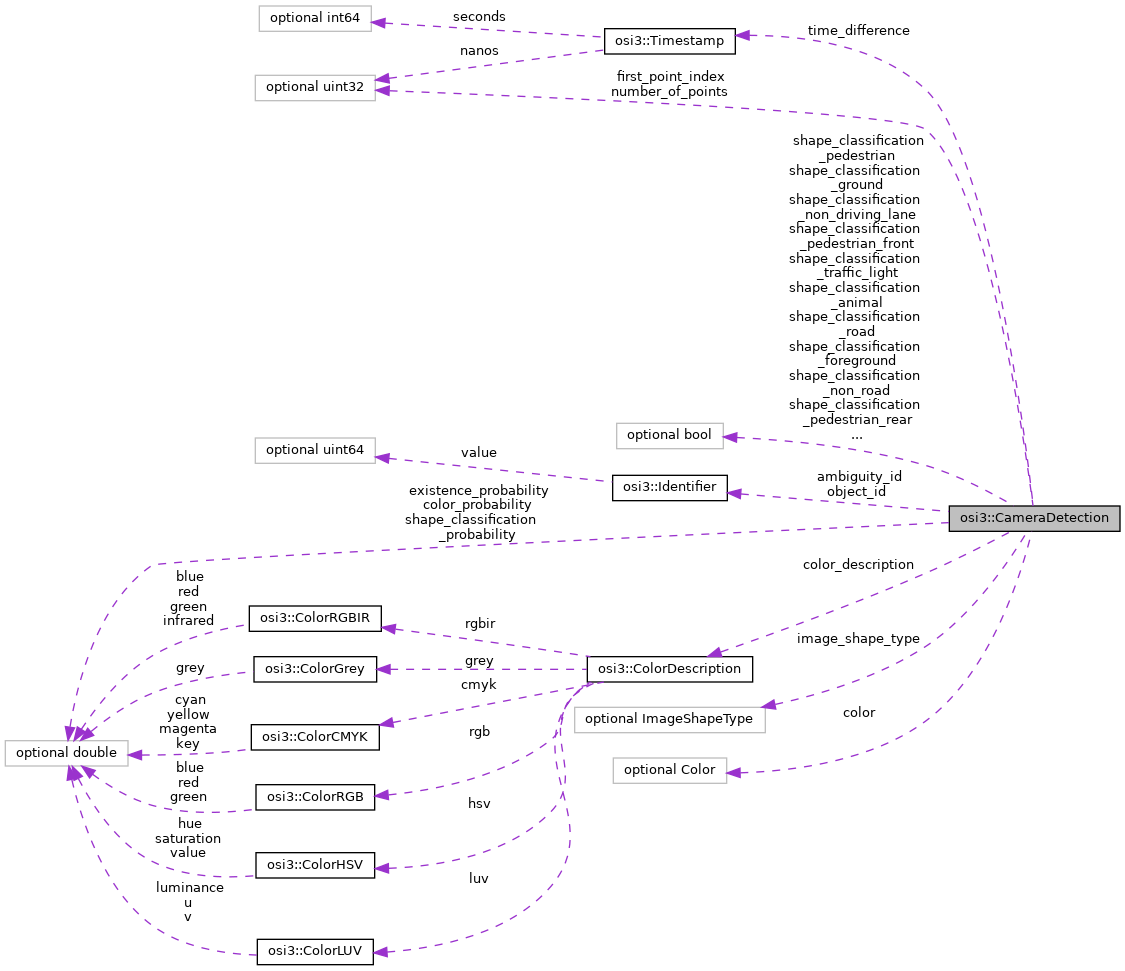 optional int64
seconds
osi3::Timestamp
time_difference
nanos
optional uint32
first_point_index
number_of_points
shape_classification
_pedestrian
shape_classification
_ground
shape_classification
_non_driving_lane
shape_classification
_pedestrian_front
shape_classification
_traffic_light
shape_classification
_animal
shape_classification
_road
shape_classification
_foreground
shape_classification
_non_road
shape_classification
_pedestrian_rear
...
optional bool
optional uint64
value
osi3::Identifier
ambiguity_id
object_id
osi3::CameraDetection
existence_probability
color_probability
shape_classification
_probability
color_description
blue
red
green
infrared
osi3::ColorRGBIR
rgbir
image_shape_type
grey
osi3::ColorGrey
grey
osi3::ColorDescription
cmyk
cyan
yellow
magenta
key
osi3::ColorCMYK
rgb
optional ImageShapeType
color
optional double
optional Color
blue
red
green
osi3::ColorRGB
hsv
hue
saturation
value
osi3::ColorHSV
luv
luminance
u
v
osi3::ColorLUV